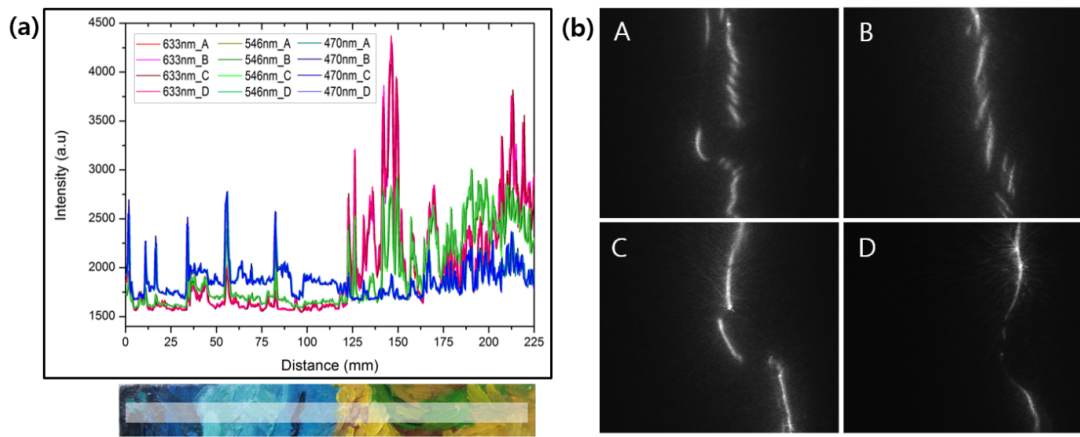 (a)
4500
4000
3500
3000
2500
2000
1500
Intensity (a.u)
633nm_A 546nm_A 470nm_A
633nm_B 546nm_B 470nm_B
633nm_C 546nm_C 470nm_C
633nm_D 546nm_D 470nm_D
0 25 50 75 100 125 150 175 200 225
Distance (mm)
(b)
A
B
C
D